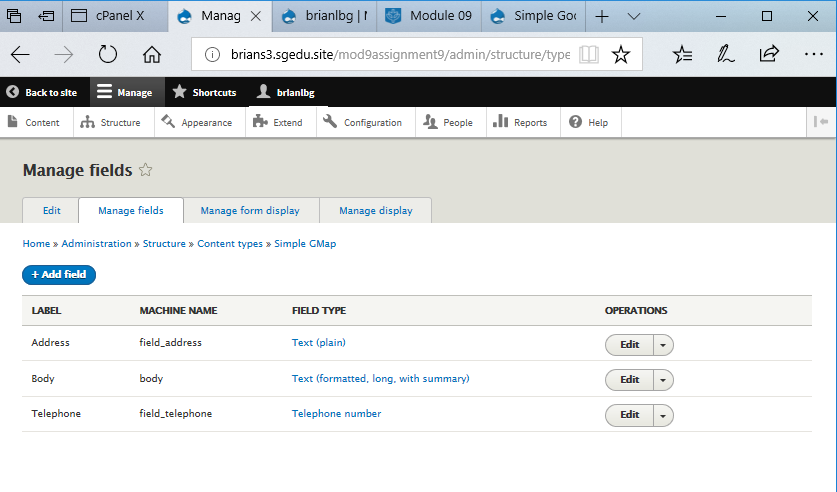 cPanel X
Manag
brianlbg | N
Module 09
Simple Goo
brians3.sgedu.site/mod9assignment9/admin/structure/type
Back to site
Manage
Shortcuts
brianlbg
Content
Structure
Appearance
Extend
Configuration
People
Reports
Help
Manage fields
Edit
Manage fields
Manage form display
Manage display
Home » Administration » Structure » Content types » Simple GMap
+ Add field
LABEL MACHINE NAME FIELD TYPE OPERATIONS
Address field_address Text (plain) Edit
Body body Text (formatted, long, with summary) Edit
Telephone field_telephone Telephone number Edit